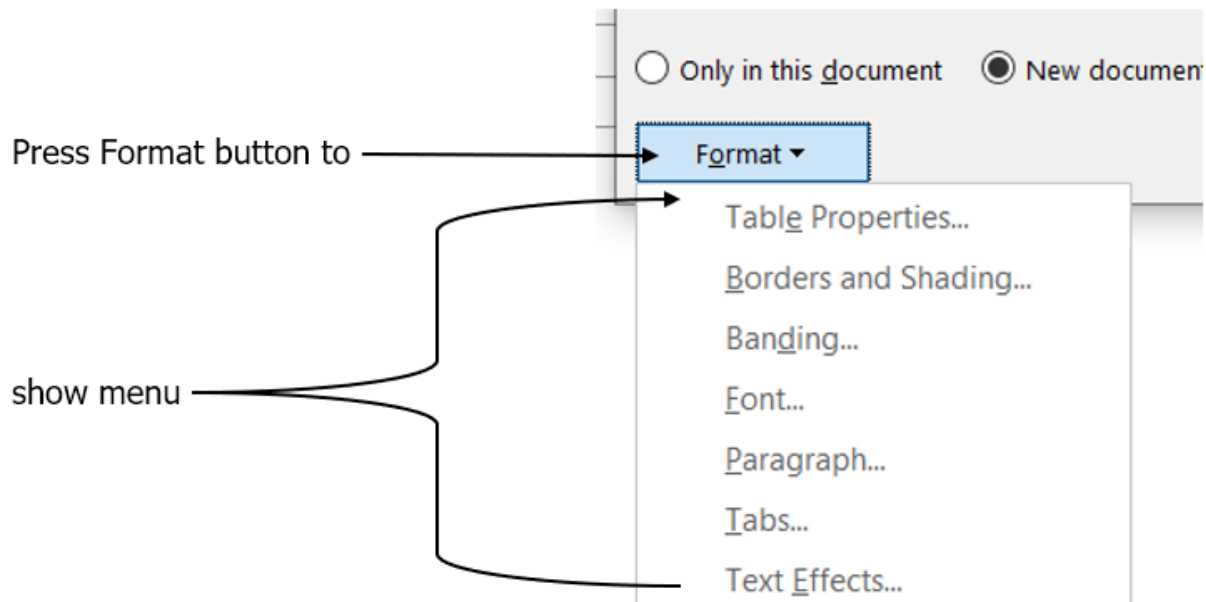 Only in this document New documen
Press Format button to
Format
Table Properties...
Borders and Shading...
Banding...
Font...
show menu
Paragraph...
Tabs...
Text Effects...